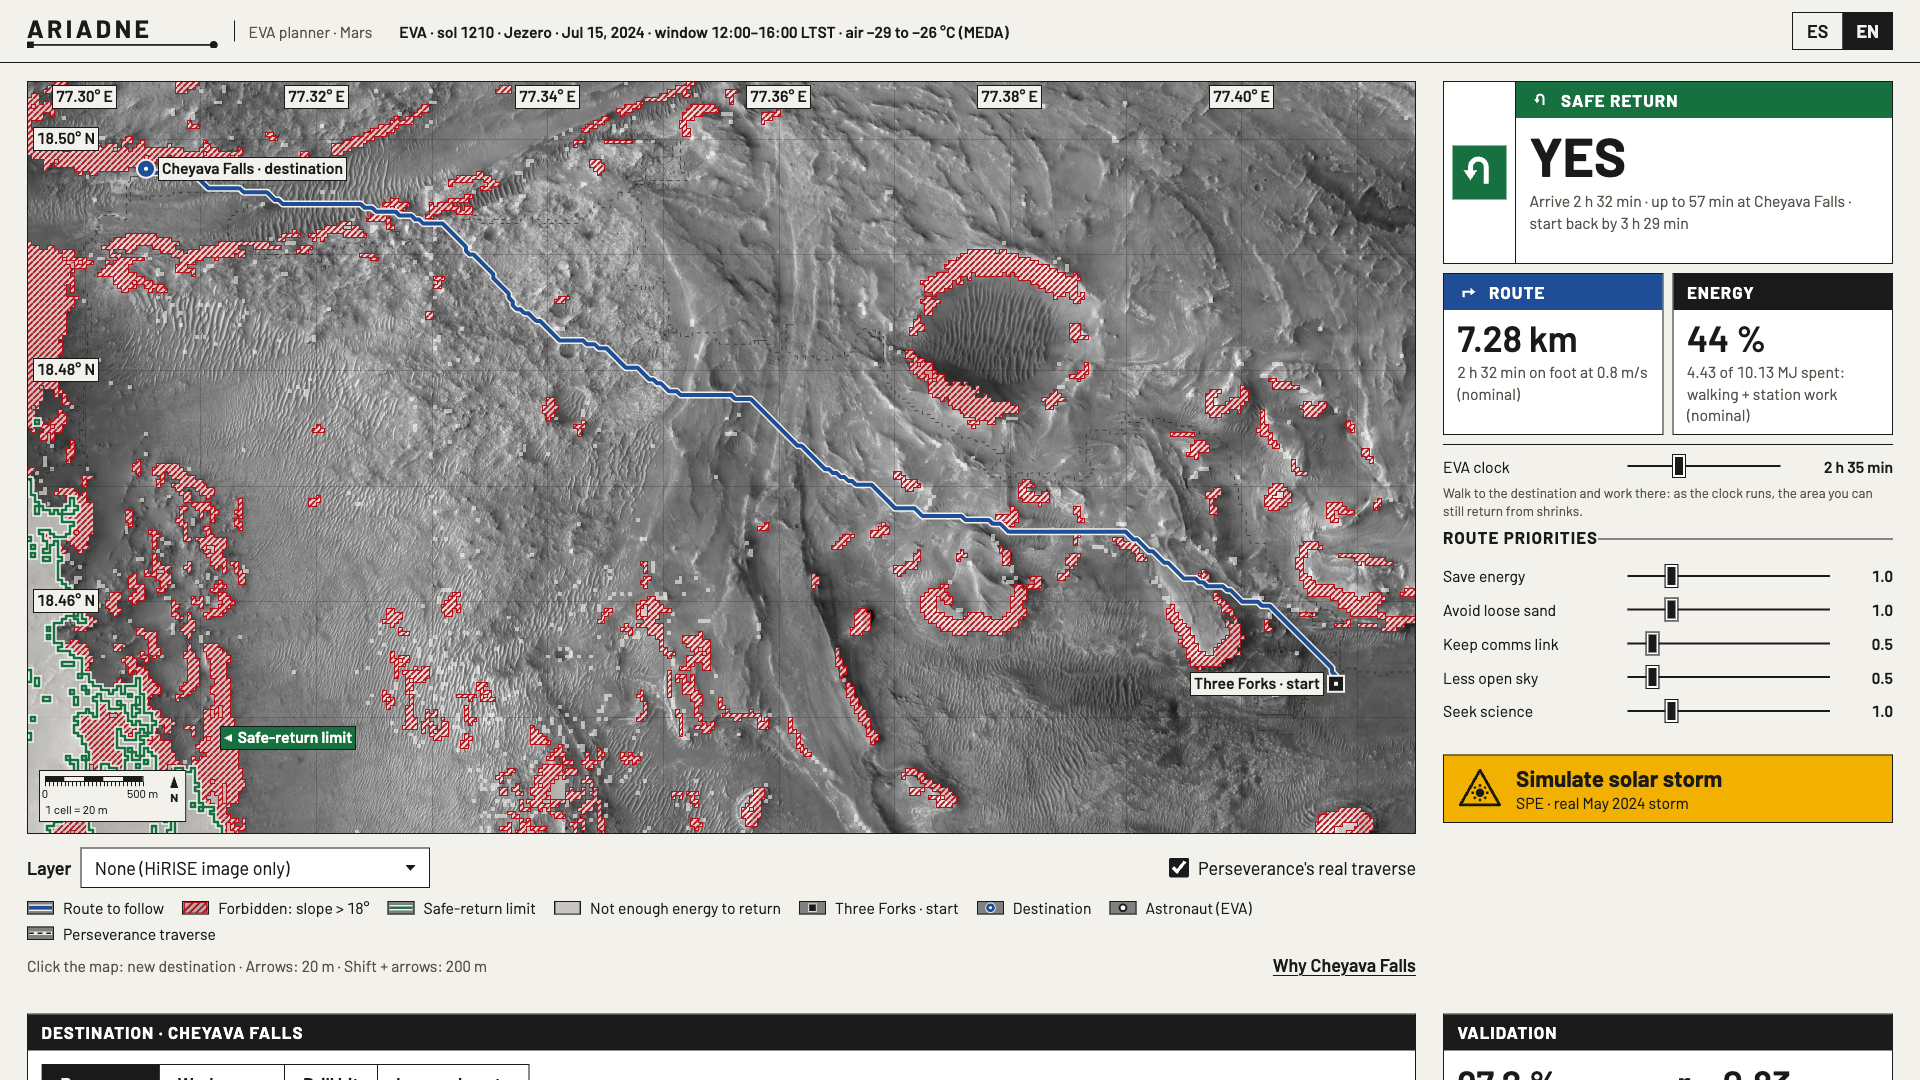 ARIADNE
EVA planner · Mars
EVA · sol 1210 · Jezero · Jul 15, 2024 · window 12:00–16:00 LTST · air −29 to −26 °C (MEDA)
ES EN
77.30° E 77.32° E 77.34° E 77.36° E 77.38° E 77.40° E
18.50° N
Cheyava Falls · destination
18.48° N
18.46° N
Three Forks · start
◄ Safe-return limit
0 500 m N
1 cell = 20 m
SAFE RETURN
YES
Arrive 2 h 32 min · up to 57 min at Cheyava Falls ·
start back by 3 h 29 min
ROUTE
7.28 km
2 h 32 min on foot at 0.8 m/s
(nominal)
ENERGY
44 %
4.43 of 10.13 MJ spent:
walking + station work
(nominal)
EVA clock 2 h 35 min
Walk to the destination and work there: as the clock runs, the area you can
still return from shrinks.
ROUTE PRIORITIES
Save energy 1.0
Avoid loose sand 1.0
Keep comms link 0.5
Less open sky 0.5
Seek science 1.0
Simulate solar storm
SPE · real May 2024 storm
Layer None (HiRISE image only)
Perseverance's real traverse
Route to follow Forbidden: slope > 18° Safe-return limit Not enough energy to return Three Forks · start Destination Astronaut (EVA)
Perseverance traverse
Click the map: new destination · Arrows: 20 m · Shift + arrows: 200 m
Why Cheyava Falls
DESTINATION · CHEYAVA FALLS
VALIDATION